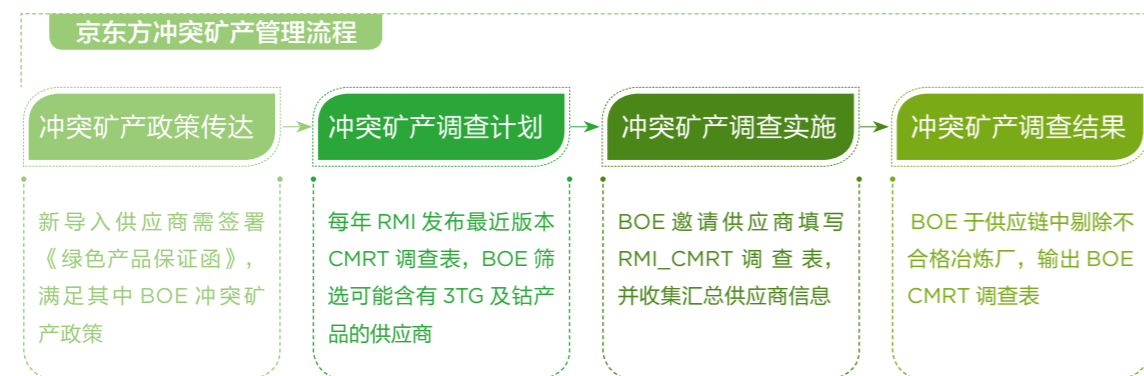 京东方冲突矿产管理流程
冲突矿产政策传达
新导入供应商需签署
《绿色产品保证函》，
满足其中 BOE 冲突矿
产政策
冲突矿产调查计划
每年 RMI 发布最近版本
CMRT 调查表，BOE 筛
选可能含有 3TG 及钴产
品的供应商
冲突矿产调查实施
BOE 邀请供应商填写
RMI_CMRT 调查表，
并收集汇总供应商信息
冲突矿产调查结果
BOE 于供应链中剔除不
合格冶炼厂，输出 BOE
CMRT 调查表